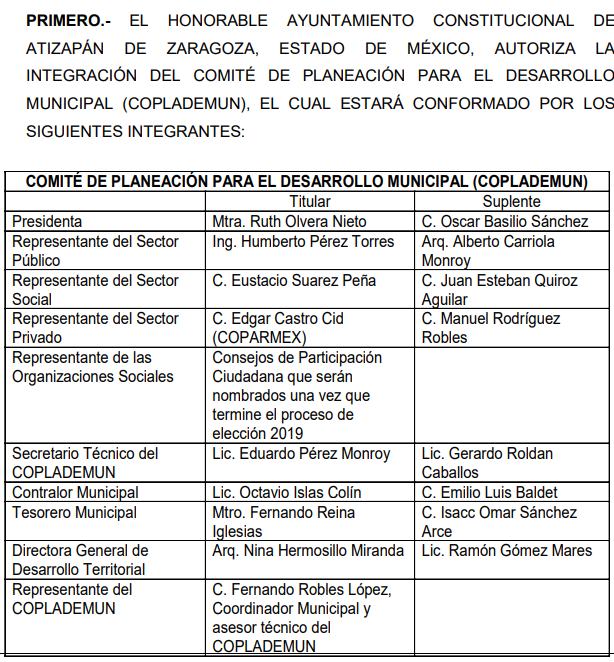 PRIMERO.- EL HONORABLE AYUNTAMIENTO CONSTITUCIONAL DE
ATIZAPÁN DE ZARAGOZA, ESTADO DE MÉXICO, AUTORIZA LA
INTEGRACIÓN DEL COMITÉ DE PLANEACIÓN PARA EL DESARROLLO
MUNICIPAL (COPLADEMUN), EL CUAL ESTARÁ CONFORMADO POR LOS
SIGUIENTES INTEGRANTES:
COMITÉ DE PLANEACIÓN PARA EL DESARROLLO MUNICIPAL (COPLADEMUN)
Titular Suplente
Presidenta Mtra. Ruth Olvera Nieto C. Oscar Basilio Sánchez
Representante del Sector Ing. Humberto Pérez Torres Arq. Alberto Carriola
Público Monroy
Representante del Sector C. Eustacio Suarez Peña C. Juan Esteban Quiroz
Social Aguilar
Representante del Sector C. Edgar Castro Cid C. Manuel Rodríguez
Privado (COPARMEX) Robles
Representante de las Consejos de Participación
Organizaciones Sociales Ciudadana que serán
nombrados una vez que
termine el proceso de
elección 2019
Secretario Técnico del Lic. Eduardo Pérez Monroy Lic. Gerardo Roldan
COPLADEMUN Caballos
Contralor Municipal Lic. Octavio Islas Colín C. Emilio Luis Baldet
Tesorero Municipal Mtro. Fernando Reina C. Isacc Omar Sánchez
Iglesias Arce
Directora General de Arq. Nina Hermosillo Miranda Lic. Ramón Gómez Mares
Desarrollo Territorial
Representante del C. Fernando Robles López,
COPLADEMUN Coordinador Municipal y
asesor técnico del
COPLADEMUN